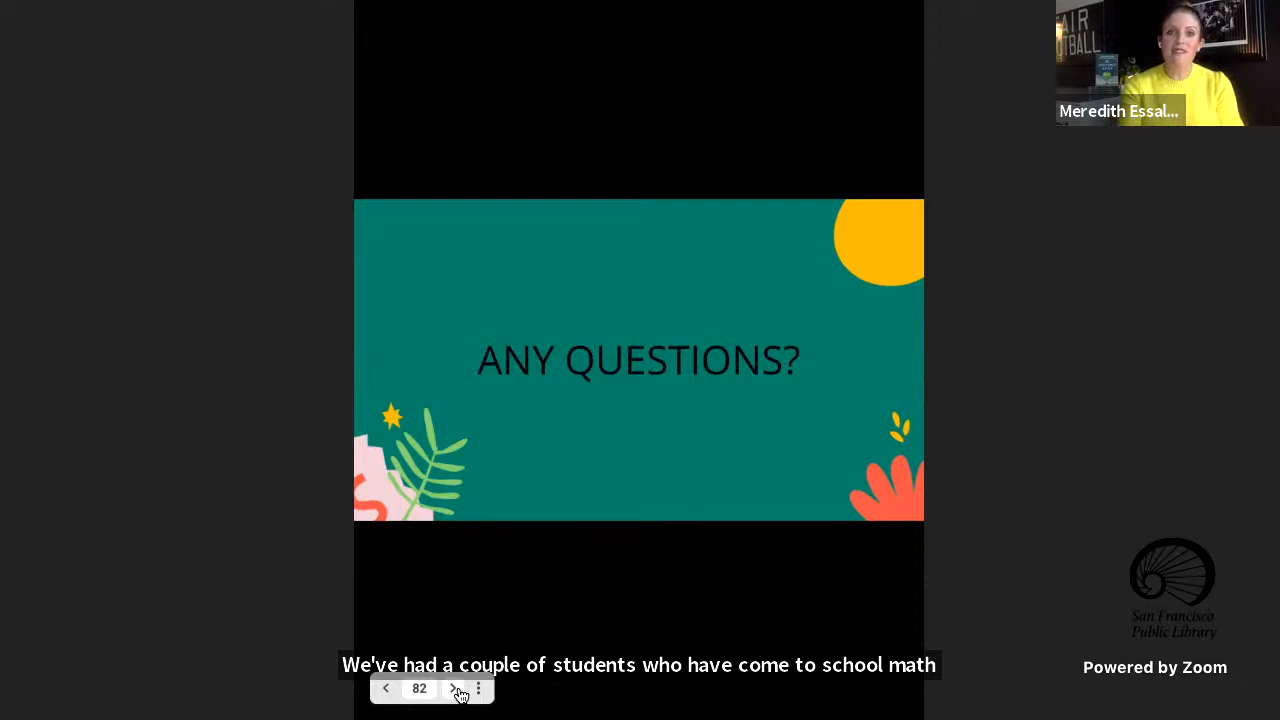 AIR
TBALL
Meredith Essal...
ANY QUESTIONS?
San Francisco
Public Library
We've had a couple of students who have come to school math
Powered by Zoom
82